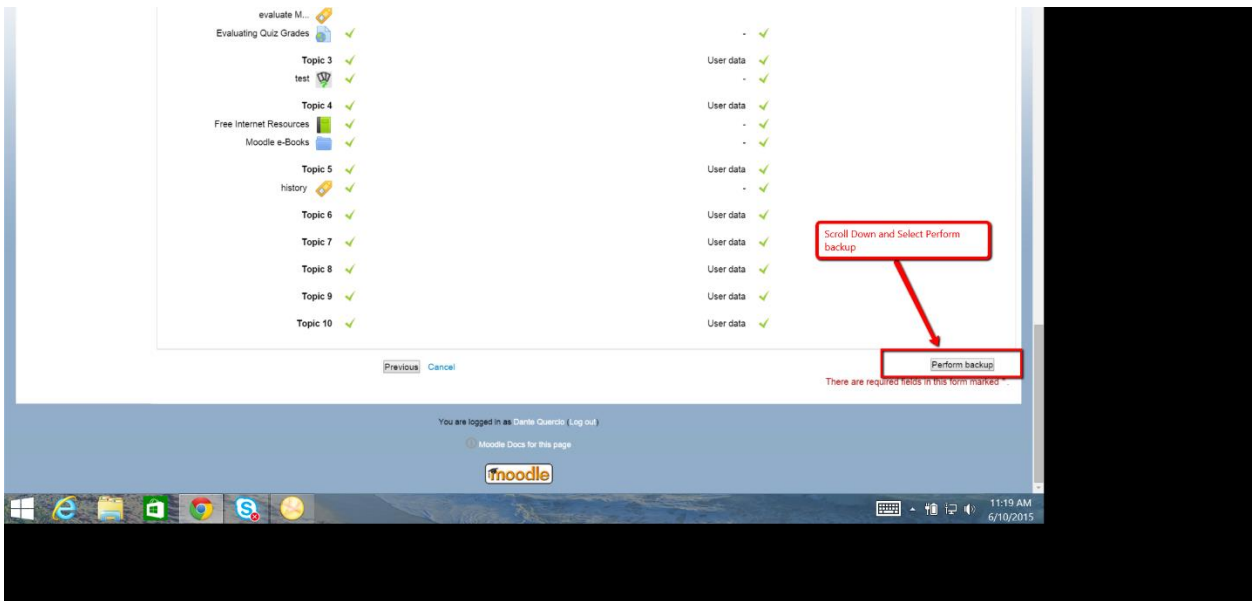 evaluate M...
Evaluating Quiz Grades -
Topic 3 User data
test -
Topic 4 User data
Free Internet Resources -
Moodle e-Books -
Topic 5 User data
history -
Topic 6 User data
Topic 7 User data
Topic 8 User data
Topic 9 User data
Topic 10 User data
Scroll Down and Select Perform
backup
Previous Cancel Perform backup
There are required fields in this form marked *.
You are logged in as Dante Quercio (Log out)
Moodle Docs for this page
moodle
11:19 AM
6/10/2015